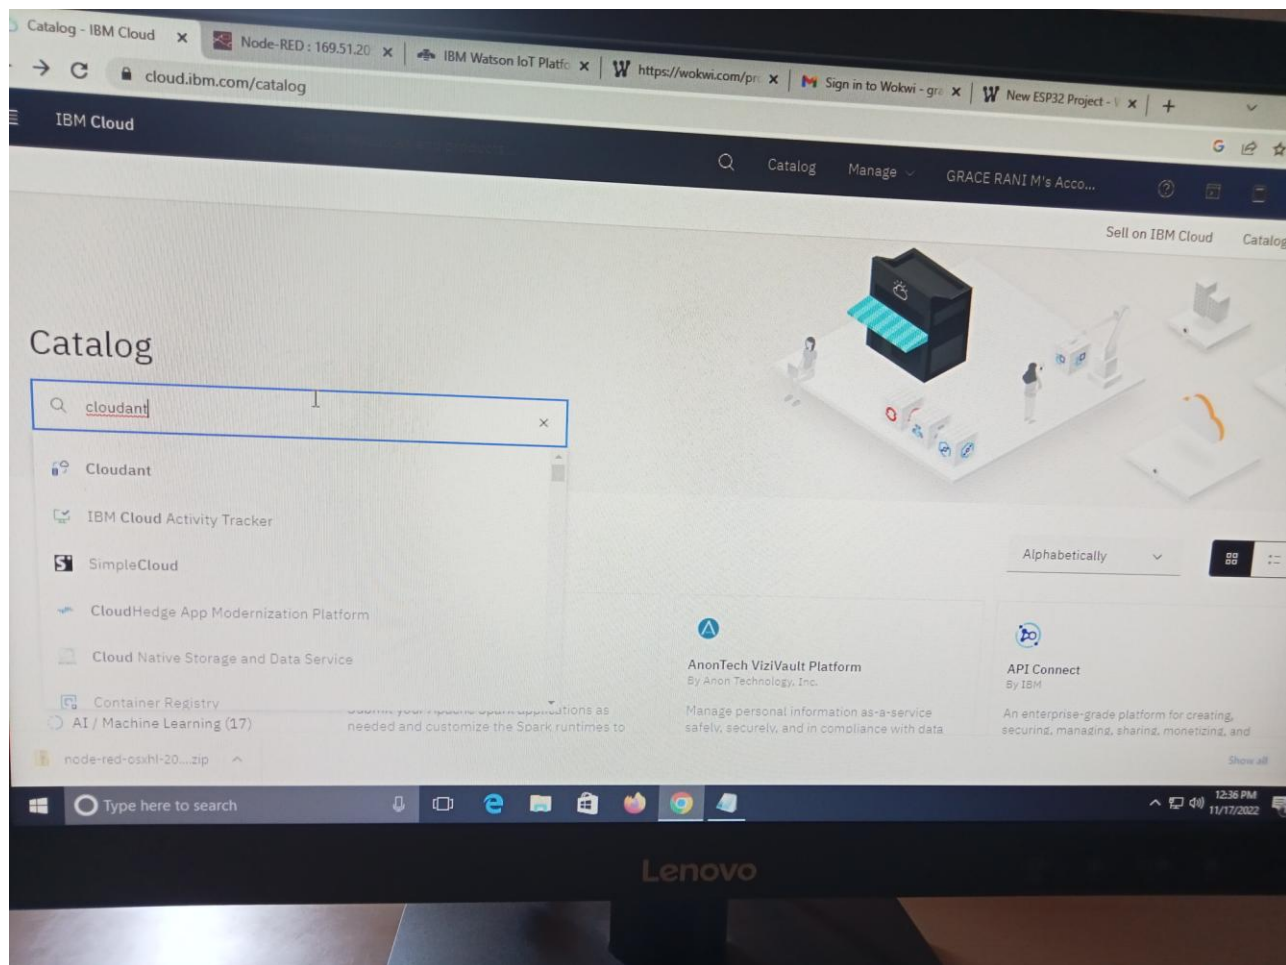 Catalog - IBM Cloud
Node-RED : 169.51.20
IBM Watson IoT Platfo
https://wokwi.com/pr
Sign in to Wokwi - gra
New ESP32 Project - W
cloud.ibm.com/catalog
IBM Cloud
Catalog
Manage
GRACE RANI M's Acco...
Sell on IBM Cloud
Catalog
Catalog
cloudant
Cloudant
IBM Cloud Activity Tracker
SimpleCloud
CloudHedge App Modernization Platform
Cloud Native Storage and Data Service
Container Registry
AI / Machine Learning (17)
needed and customize the Spark runtimes to
Alphabetically
AnonTech ViziVault Platform
By Anon Technology, Inc.
Manage personal information as-a-service
safely, securely, and in compliance with data
API Connect
By IBM
An enterprise-grade platform for creating,
securing, managing, sharing, monetizing, and
node-red-osxhl-20....zip
Show all
Type here to search
12:36 PM
11/17/2022
Lenovo